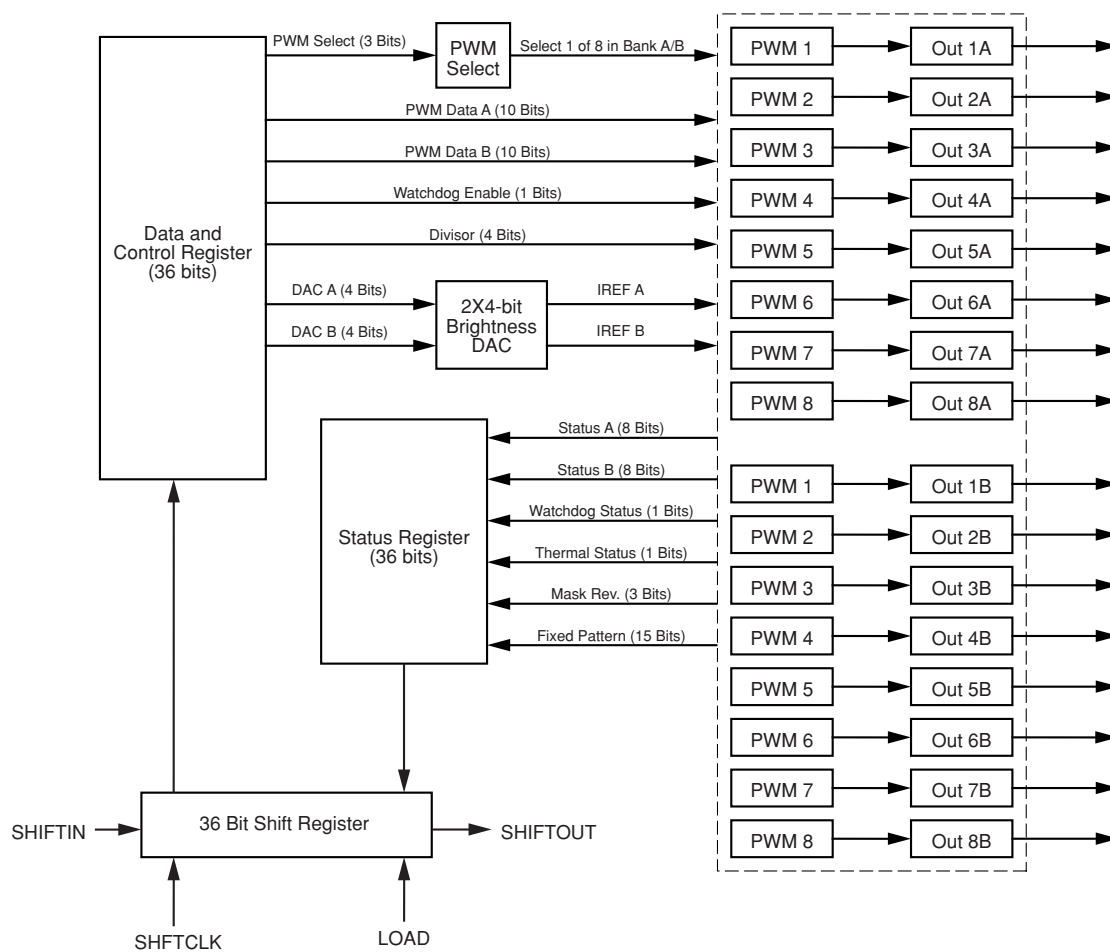 PWM Select (3 Bits)
PWM
Select
Select 1 of 8 in Bank A/B
PWM Data A (10 Bits)
PWM Data B (10 Bits)
Watchdog Enable (1 Bits)
Divisor (4 Bits)
Data and
Control Register
(36 bits)
DAC A (4 Bits)
DAC B (4 Bits)
2X4-bit
Brightness
DAC
IREF A
IREF B
PWM 1
Out 1A
PWM 2
Out 2A
PWM 3
Out 3A
PWM 4
Out 4A
PWM 5
Out 5A
PWM 6
Out 6A
PWM 7
Out 7A
PWM 8
Out 8A
Status Register
(36 bits)
Status A (8 Bits)
Status B (8 Bits)
Watchdog Status (1 Bits)
Thermal Status (1 Bits)
Mask Rev. (3 Bits)
Fixed Pattern (15 Bits)
PWM 1
Out 1B
PWM 2
Out 2B
PWM 3
Out 3B
PWM 4
Out 4B
PWM 5
Out 5B
PWM 6
Out 6B
PWM 7
Out 7B
PWM 8
Out 8B
SHIFTIN
36 Bit Shift Register
SHIFTOUT
SHFTCLK
LOAD